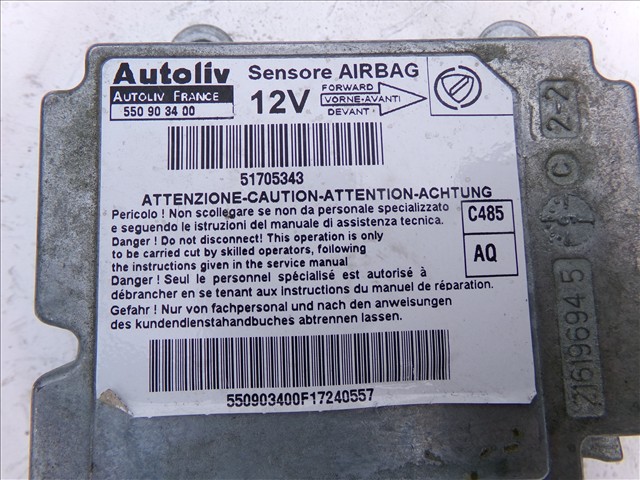 Autoliv
AUTOLIV FRANCE
550 90 34 00
Sensore AIRBAG
12V
FORWARD
VORNE-AVANTI
DEVANT
51705343
ATTENZIONE-CAUTION-ATTENTION-ACHTUNG
Pericolo ! Non scollegare se non da personale specializzato
e seguendo le istruzioni del manuale di assistenza tecnica.
Danger ! Do not disconnect! This operation is only
to be carried out by skilled operators, following
the instructions given in the service manual
Danger ! Seul le personnel spécialisé est autorisé à
débrancher en se tenant aux instructions du manuel de réparation.
Gefahr ! Nur von fachpersonal und nach den anweisungen
des kundendienstahandbuches abtrennen lassen.
C485
AQ
550903400F17240557
2-2
C
21619694 5